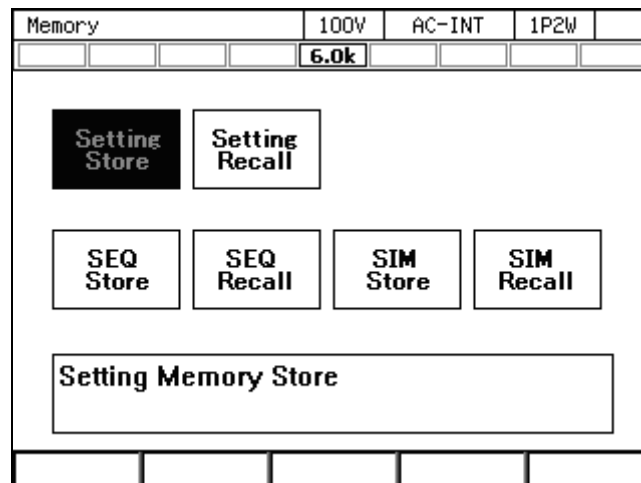 Memory 100V AC-INT 1P2W
6.0k
Setting Store
Setting Recall
SEQ Store
SEQ Recall
SIM Store
SIM Recall
Setting Memory Store